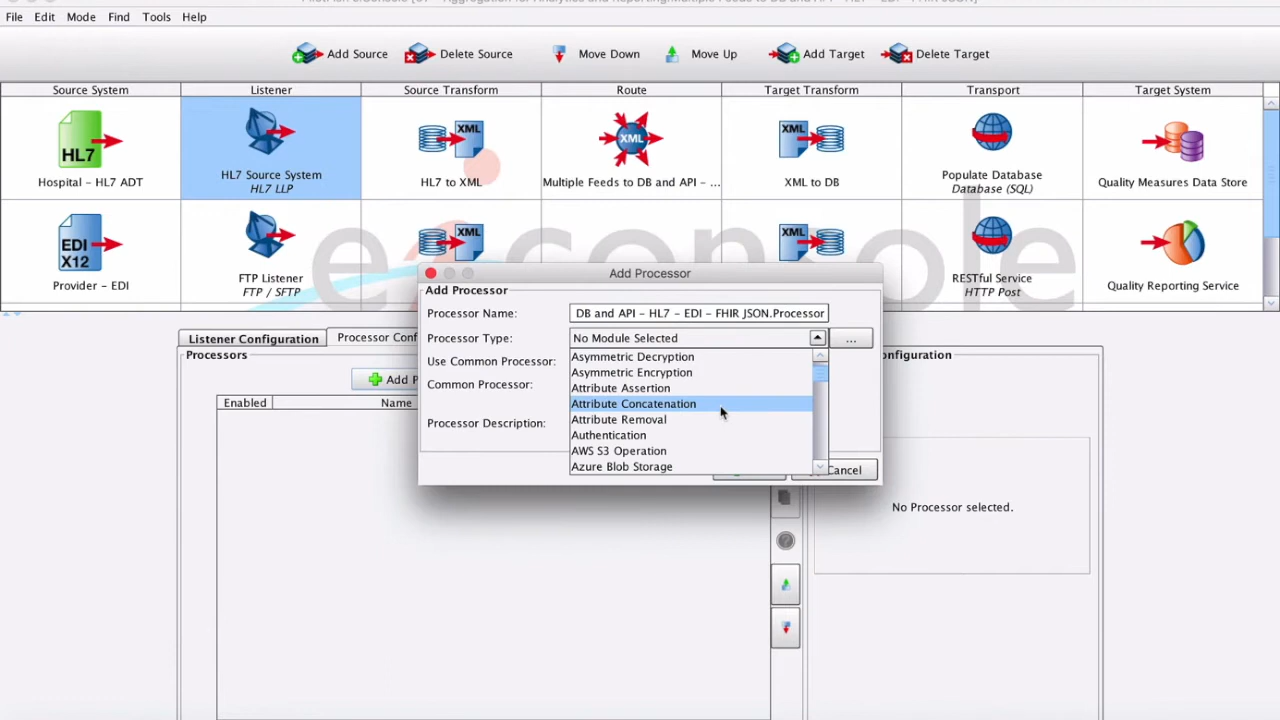 File Edit Mode Find Tools Help
Add Source Delete Source Move Down Move Up Add Target Delete Target
Source System Listener Source Transform Route Target Transform Transport Target System
HL7 XML XML XML
Hospital - HL7 ADT HL7 Source System HL7 to XML Multiple Feeds to DB and API - ... XML to DB Populate Database Quality Measures Data Store
HL7 LLP Database (SQL)
EDI X12 XML XML
Provider - EDI FTP Listener RESTful Service Quality Reporting Service
FTP / SFTP HTTP Post
Add Processor
Add Processor
Processor Name: DB and API - HL7 - EDI - FHIR JSON.Processor
Processor Type: No Module Selected ...
Asymmetric Decryption
Use Common Processor: Asymmetric Encryption
Common Processor: Attribute Assertion
Attribute Concatenation
Processor Description: Attribute Removal
Authentication
AWS S3 Operation
Azure Blob Storage
Cancel
Listener Configuration Processor Conf
Processors
Add P
Enabled Name
onfiguration
No Processor selected.